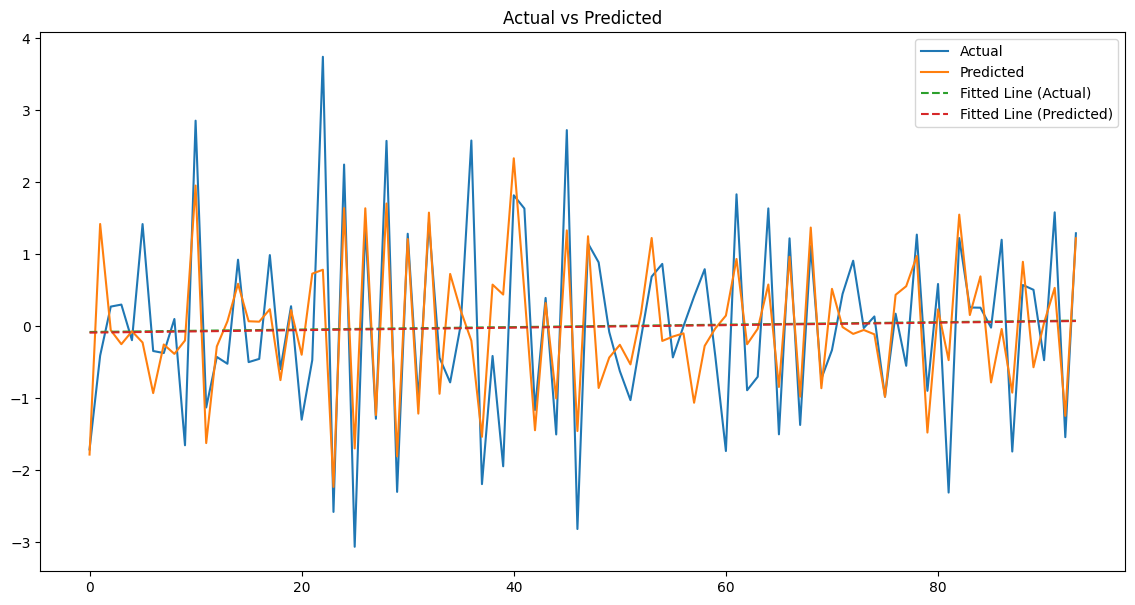 Actual vs Predicted
Actual
Predicted
Fitted Line (Actual)
Fitted Line (Predicted)
4
3
2
1
0
−1
−2
−3
0
20
40
60
80